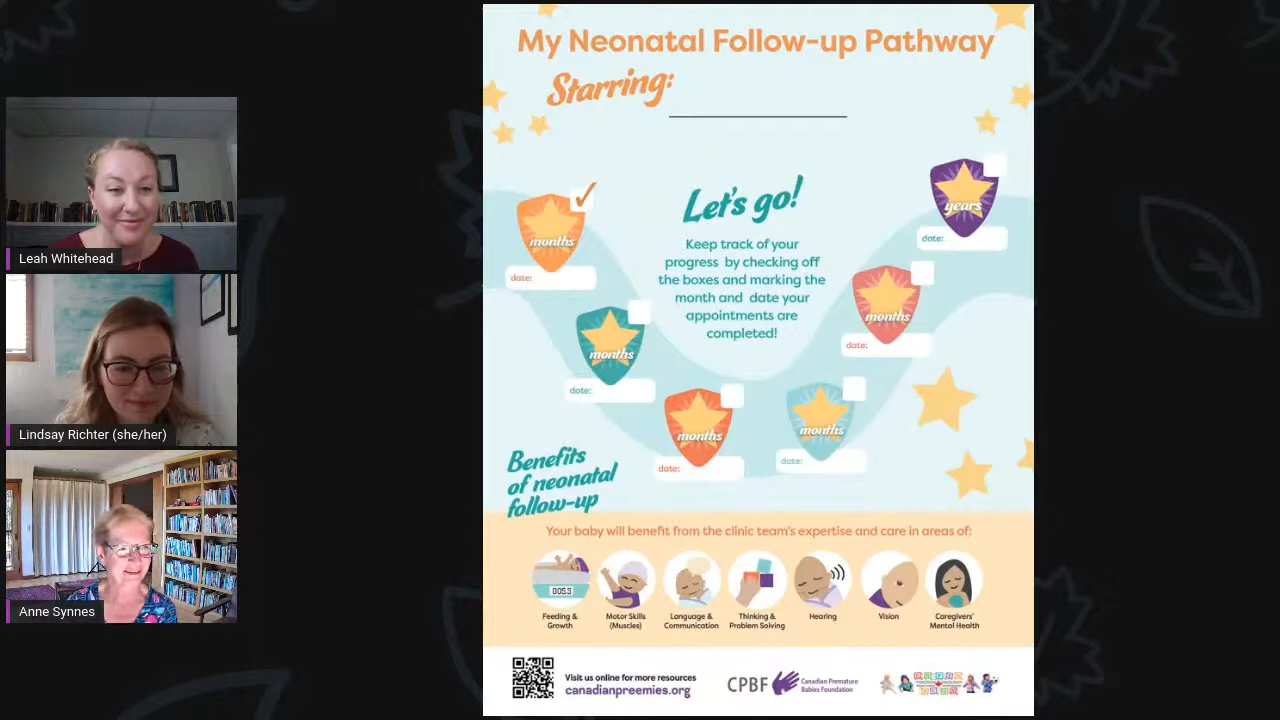 Leah Whitehead
Lindsay Richter (she/her)
Anne Synnes
My Neonatal Follow-up Pathway
Starring:
Let's go!
Keep track of your
progress by checking off
the boxes and marking the
month and date your
appointments are
completed!
months
date:
months
date:
months
date:
months
date:
months
date:
years
date:
Benefits
of neonatal
follow-up
Your baby will benefit from the clinic team's expertise and care in areas of:
005.5
Feeding &
Growth
Motor Skills
(Muscles)
Language &
Communication
Thinking &
Problem Solving
Hearing
Vision
Caregivers'
Mental Health
Visit us online for more resources
canadianpreemies.org
CPBF
Canadian Premature
Babies Foundation